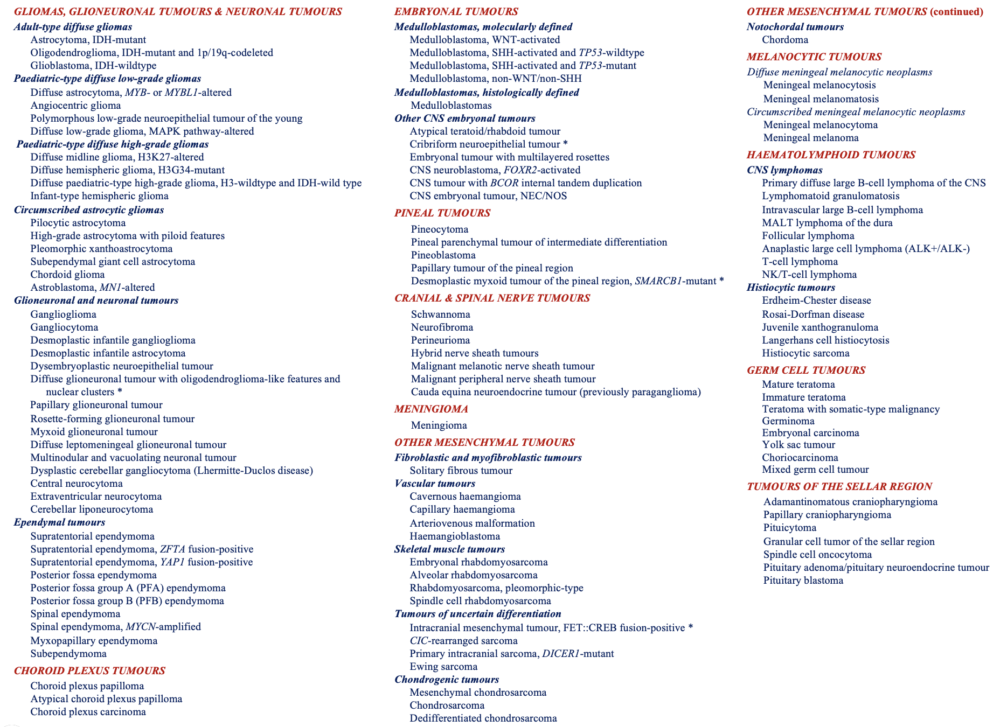 GLIOMAS, GLIONEURONAL TUMOURS & NEURONAL TUMOURS
Adult-type diffuse gliomas
Astrocytoma, IDH-mutant
Oligodendroglioma, IDH-mutant and 1p/19q-codeleted
Glioblastoma, IDH-wildtype
Paediatric-type diffuse low-grade gliomas
Diffuse astrocytoma, MYB- or MYBL1-altered
Angiocentric glioma
Polymorphous low-grade neuroepithelial tumour of the young
Diffuse low-grade glioma, MAPK pathway-altered
Paediatric-type diffuse high-grade gliomas
Diffuse midline glioma, H3K27-altered
Diffuse hemispheric glioma, H3G34-mutant
Diffuse paediatric-type high-grade glioma, H3-wildtype and IDH-wild type
Infant-type hemispheric glioma
Circumscribed astrocytic gliomas
Pilocytic astrocytoma
High-grade astrocytoma with piloid features
Pleomorphic xanthoastrocytoma
Subependymal giant cell astrocytoma
Chordoid glioma
Astroblastoma, MN1-altered
Glioneuronal and neuronal tumours
Ganglioglioma
Gangliocytoma
Desmoplastic infantile ganglioglioma
Desmoplastic infantile astrocytoma
Dysembryoplastic neuroepithelial tumour
Diffuse glioneuronal tumour with oligodendroglioma-like features and
nuclear clusters *
Papillary glioneuronal tumour
Rosette-forming glioneuronal tumour
Myxoid glioneuronal tumour
Diffuse leptomeningeal glioneuronal tumour
Multinodular and vacuolating neuronal tumour
Dysplastic cerebellar gangliocytoma (Lhermitte-Duclos disease)
Central neurocytoma
Extraventricular neurocytoma
Cerebellar liponeurocytoma
Ependymal tumours
Supratentorial ependymoma
Supratentorial ependymoma, ZFTA fusion-positive
Supratentorial ependymoma, YAP1 fusion-positive
Posterior fossa ependymoma
Posterior fossa group A (PFA) ependymoma
Posterior fossa group B (PFB) ependymoma
Spinal ependymoma
Spinal ependymoma, MYCN-amplified
Myxopapillary ependymoma
Subependymoma
CHOROID PLEXUS TUMOURS
Choroid plexus papilloma
Atypical choroid plexus papilloma
Choroid plexus carcinoma
EMBRYONAL TUMOURS
Medulloblastomas, molecularly defined
Medulloblastoma, WNT-activated
Medulloblastoma, SHH-activated and TP53-wildtype
Medulloblastoma, SHH-activated and TP53-mutant
Medulloblastoma, non-WNT/non-SHH
Medulloblastomas, histologically defined
Medulloblastomas
Other CNS embryonal tumours
Atypical teratoid/rhabdoid tumour
Cribriform neuroepithelial tumour *
Embryonal tumour with multilayered rosettes
CNS neuroblastoma, FOXR2-activated
CNS tumour with BCOR internal tandem duplication
CNS embryonal tumour, NEC/NOS
PINEAL TUMOURS
Pineocytoma
Pineal parenchymal tumour of intermediate differentiation
Pineoblastoma
Papillary tumour of the pineal region
Desmoplastic myxoid tumour of the pineal region, SMARCB1-mutant *
CRANIAL & SPINAL NERVE TUMOURS
Schwannoma
Neurofibroma
Perineurioma
Hybrid nerve sheath tumours
Malignant melanotic nerve sheath tumour
Malignant peripheral nerve sheath tumour
Cauda equina neuroendocrine tumour (previously paraganglioma)
MENINGIOMA
Meningioma
OTHER MESENCHYMAL TUMOURS
Fibroblastic and myofibroblastic tumours
Solitary fibrous tumour
Vascular tumours
Cavernous haemangioma
Capillary haemangioma
Arteriovenous malformation
Haemangioblastoma
Skeletal muscle tumours
Embryonal rhabdomyosarcoma
Alveolar rhabdomyosarcoma
Rhabdomyosarcoma, pleomorphic-type
Spindle cell rhabdomyosarcoma
Tumours of uncertain differentiation
Intracranial mesenchymal tumour, FET::CREB fusion-positive *
CIC-rearranged sarcoma
Primary intracranial sarcoma, DICER1-mutant
Ewing sarcoma
Chondrogenic tumours
Mesenchymal chondrosarcoma
Chondrosarcoma
Dedifferentiated chondrosarcoma
OTHER MESENCHYMAL TUMOURS (continued)
Notochordal tumours
Chordoma
MELANOCYTIC TUMOURS
Diffuse meningeal melanocytic neoplasms
Meningeal melanocytosis
Meningeal melanomatosis
Circumscribed meningeal melanocytic neoplasms
Meningeal melanocytoma
Meningeal melanoma
HAEMATOLYMPHOID TUMOURS
CNS lymphomas
Primary diffuse large B-cell lymphoma of the CNS
Lymphomatoid granulomatosis
Intravascular large B-cell lymphoma
MALT lymphoma of the dura
Follicular lymphoma
Anaplastic large cell lymphoma (ALK+/ALK-)
T-cell lymphoma
NK/T-cell lymphoma
Histiocytic tumours
Erdheim-Chester disease
Rosai-Dorfman disease
Juvenile xanthogranuloma
Langerhans cell histiocytosis
Histiocytic sarcoma
GERM CELL TUMOURS
Mature teratoma
Immature teratoma
Teratoma with somatic-type malignancy
Germinoma
Embryonal carcinoma
Yolk sac tumour
Choriocarcinoma
Mixed germ cell tumour
TUMOURS OF THE SELLAR REGION
Adamantinomatous craniopharyngioma
Papillary craniopharyngioma
Pituicytoma
Granular cell tumor of the sellar region
Spindle cell oncocytoma
Pituitary adenoma/pituitary neuroendocrine tumour
Pituitary blastoma